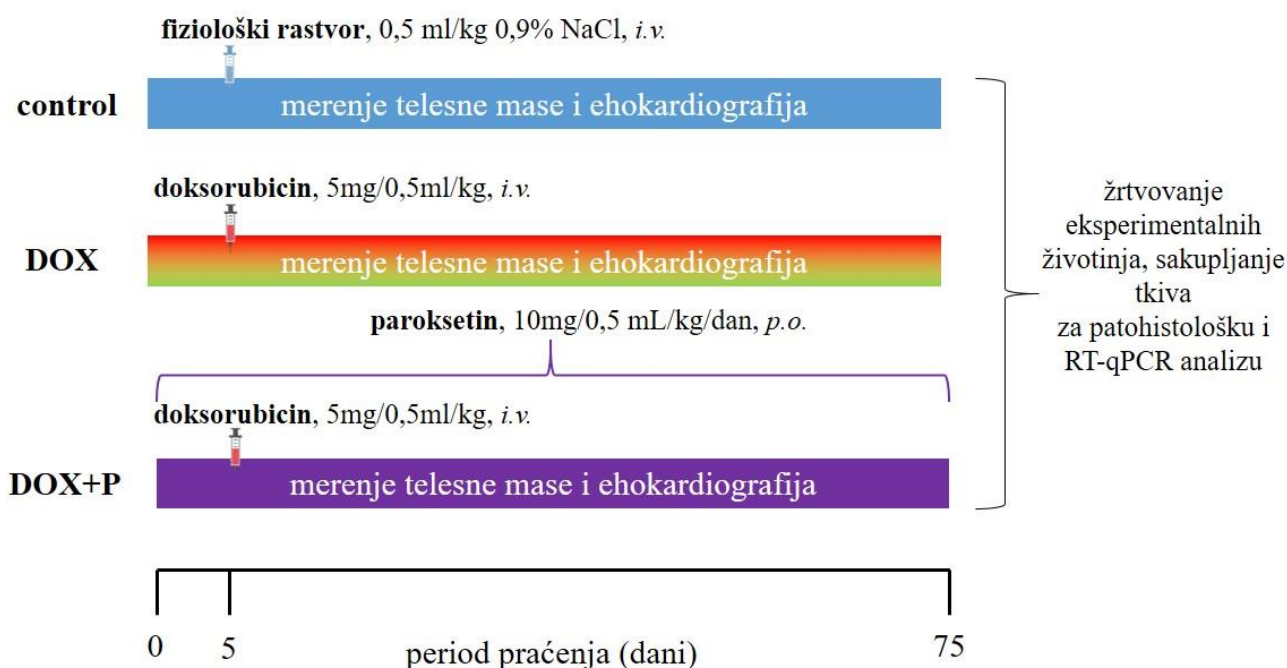 fiziološki rastvor, 0,5 ml/kg 0,9% NaCl, i.v.
control
merenje telesne mase i ehokardiografija
doksorubicin, 5mg/0,5ml/kg, i.v.
DOX
merenje telesne mase i ehokardiografija
paroksetin, 10mg/0,5 mL/kg/dan, p.o.
doksorubicin, 5mg/0,5ml/kg, i.v.
DOX+P
merenje telesne mase i ehokardiografija
žrtvovanje
eksperimentalnih
životinja, sakupljanje
tkiva
za patohistološku i
RT-qPCR analizu
0
5
period praćenja (dani)
75